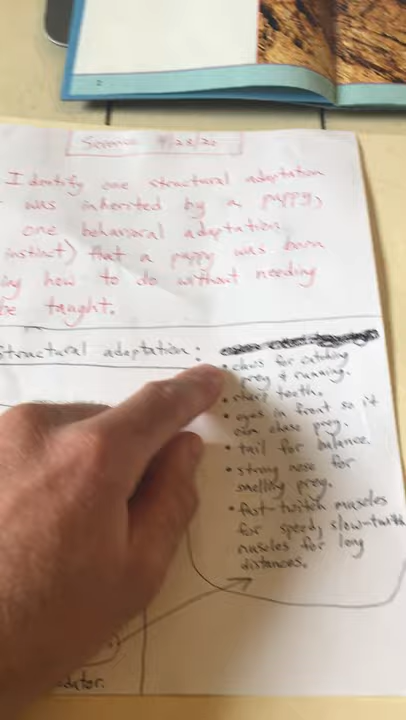 Science 9/28/20
Identify one structural adaptation
was inherited by a puppy,
one behavioral adaptation
instinct) that a puppy was born
ing how to do without needing
be taught.
Structural adaptation:
• claws for catching
prey & running.
• sharp teeth.
• eyes in front so it
can chase prey.
• tail for balance.
• strong nose for
smelling prey.
• fast-twitch muscles
for speed, slow-twitch
muscles for long
distances.
dator.